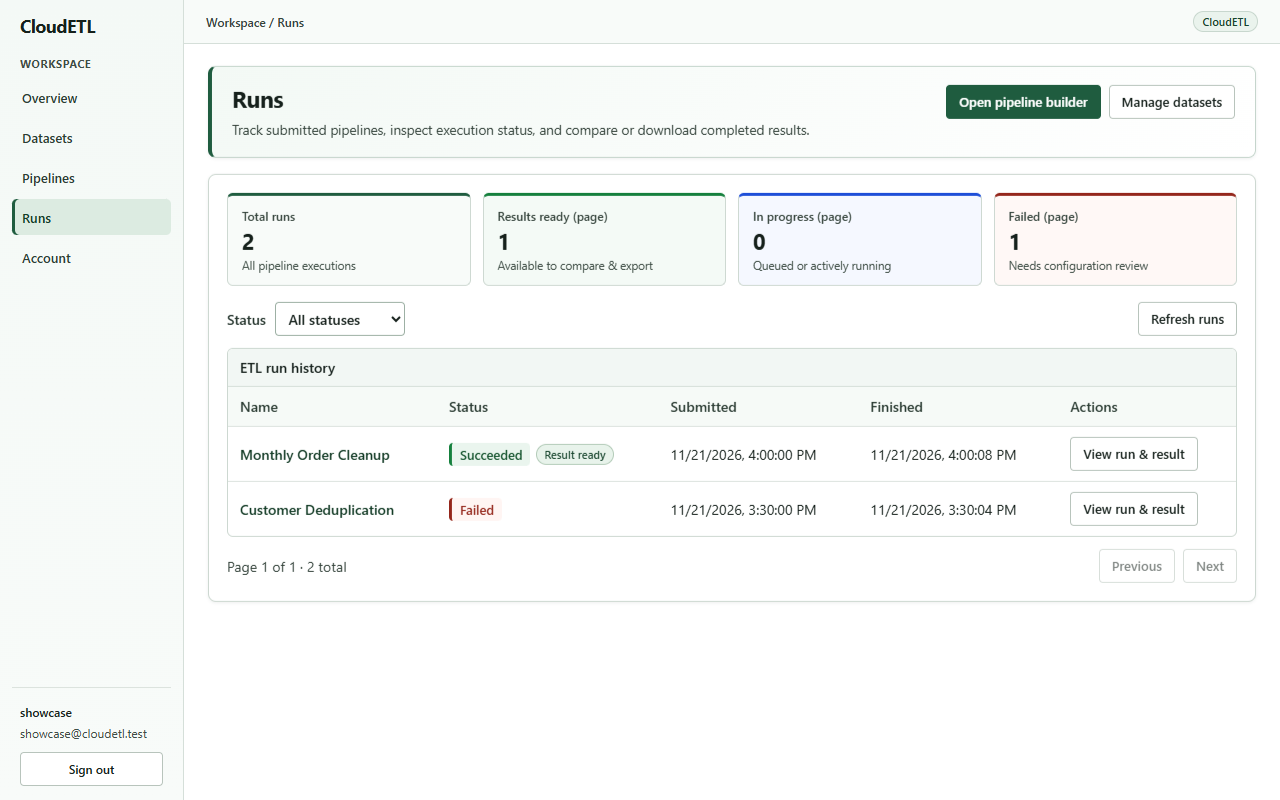 CloudETL
WORKSPACE
Overview
Datasets
Pipelines
Runs
Account
showcase
showcase@cloudetl.test
Sign out
Workspace / Runs
CloudETL
Runs
Track submitted pipelines, inspect execution status, and compare or download completed results.
Open pipeline builder
Manage datasets
Total runs
2
All pipeline executions
Results ready (page)
1
Available to compare & export
In progress (page)
0
Queued or actively running
Failed (page)
1
Needs configuration review
Status All statuses
Refresh runs
ETL run history
Name Status Submitted Finished Actions
Monthly Order Cleanup Succeeded Result ready 11/21/2026, 4:00:00 PM 11/21/2026, 4:00:08 PM View run & result
Customer Deduplication Failed 11/21/2026, 3:30:00 PM 11/21/2026, 3:30:04 PM View run & result
Page 1 of 1 · 2 total
Previous Next